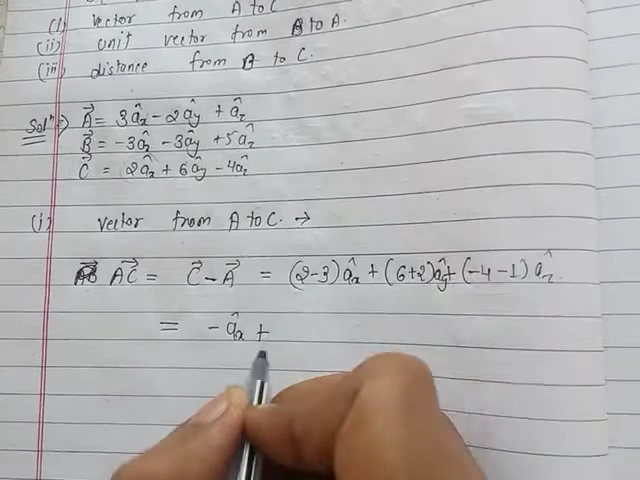 (i) vector from A to C
(ii) unit vector from B to A.
(iii) distance from B to C.
Solⁿ ⇒ A⃗ = 3âx - 2ây + âz
B⃗ = -3âx - 3ây + 5âz
C⃗ = 2âx + 6ây - 4âz
(i) vector from A to C. →
AC⃗ = C⃗ - A⃗ = (2-3)âx + (6+2)ây + (-4-1)âz
= -âx +